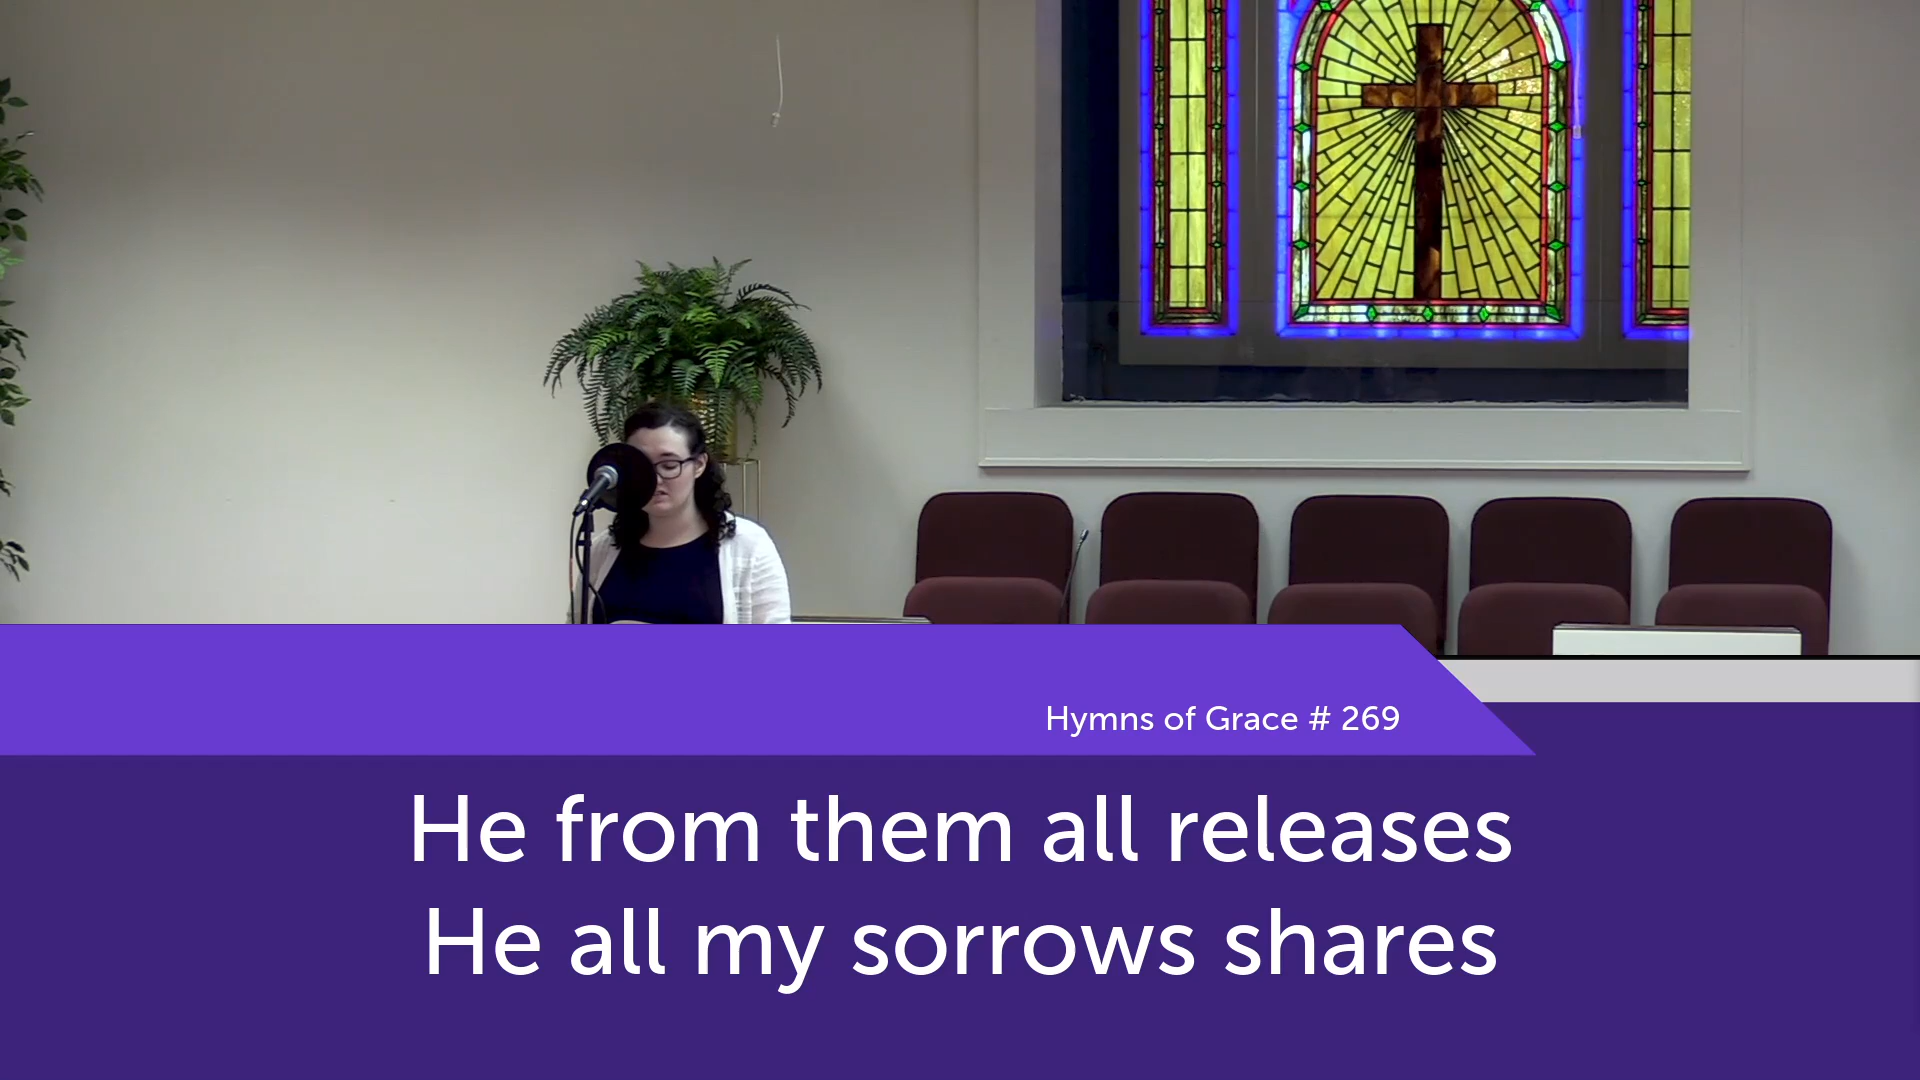 Hymns of Grace # 269
He from them all releases
He all my sorrows shares